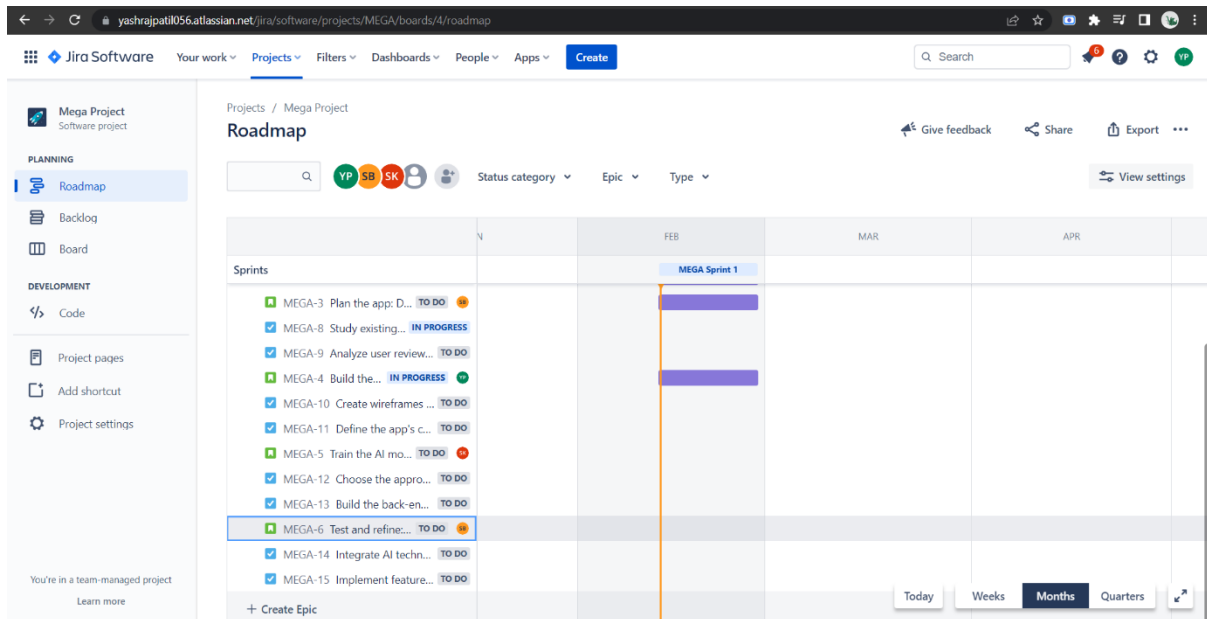 yashrajpatil056.atlassian.net/jira/software/projects/MEGA/boards/4/roadmap
Jira Software Your work Projects Filters Dashboards People Apps Create Search 6 YP
Mega Project
Software project
PLANNING
Roadmap
Backlog
Board
DEVELOPMENT
Code
Project pages
Add shortcut
Project settings
You're in a team-managed project
Learn more
Projects / Mega Project
Roadmap
Give feedback Share Export
YP SB SK Status category Epic Type View settings
N FEB MAR APR
Sprints MEGA Sprint 1
MEGA-3 Plan the app: D... TO DO SB
MEGA-8 Study existing... IN PROGRESS
MEGA-9 Analyze user review... TO DO
MEGA-4 Build the... IN PROGRESS YP
MEGA-10 Create wireframes ... TO DO
MEGA-11 Define the app's c... TO DO
MEGA-5 Train the AI mo... TO DO SK
MEGA-12 Choose the appro... TO DO
MEGA-13 Build the back-en... TO DO
MEGA-6 Test and refine:... TO DO SB
MEGA-14 Integrate AI techn... TO DO
MEGA-15 Implement feature... TO DO
+ Create Epic
Today Weeks Months Quarters